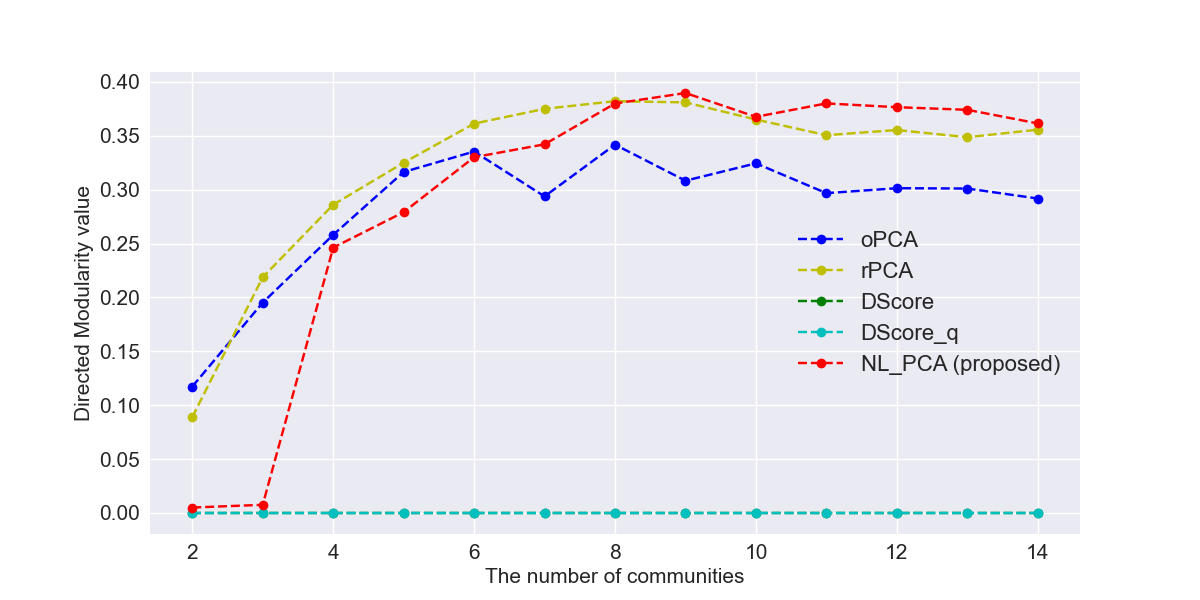 0.40
0.35
0.30
0.25
0.20
0.15
0.10
0.05
0.00
Directed Modularity value
oPCA
rPCA
DScore
DScore_q
NL_PCA (proposed)
2 4 6 8 10 12 14
The number of communities